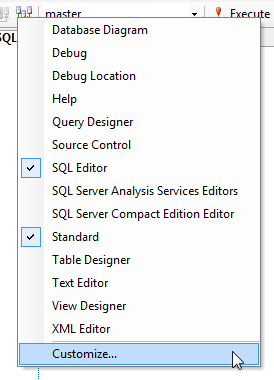 master
Execute
SQL
Database Diagram
Debug
Debug Location
Help
Query Designer
Source Control
SQL Editor
SQL Server Analysis Services Editors
SQL Server Compact Edition Editor
Standard
Table Designer
Text Editor
View Designer
XML Editor
Customize...